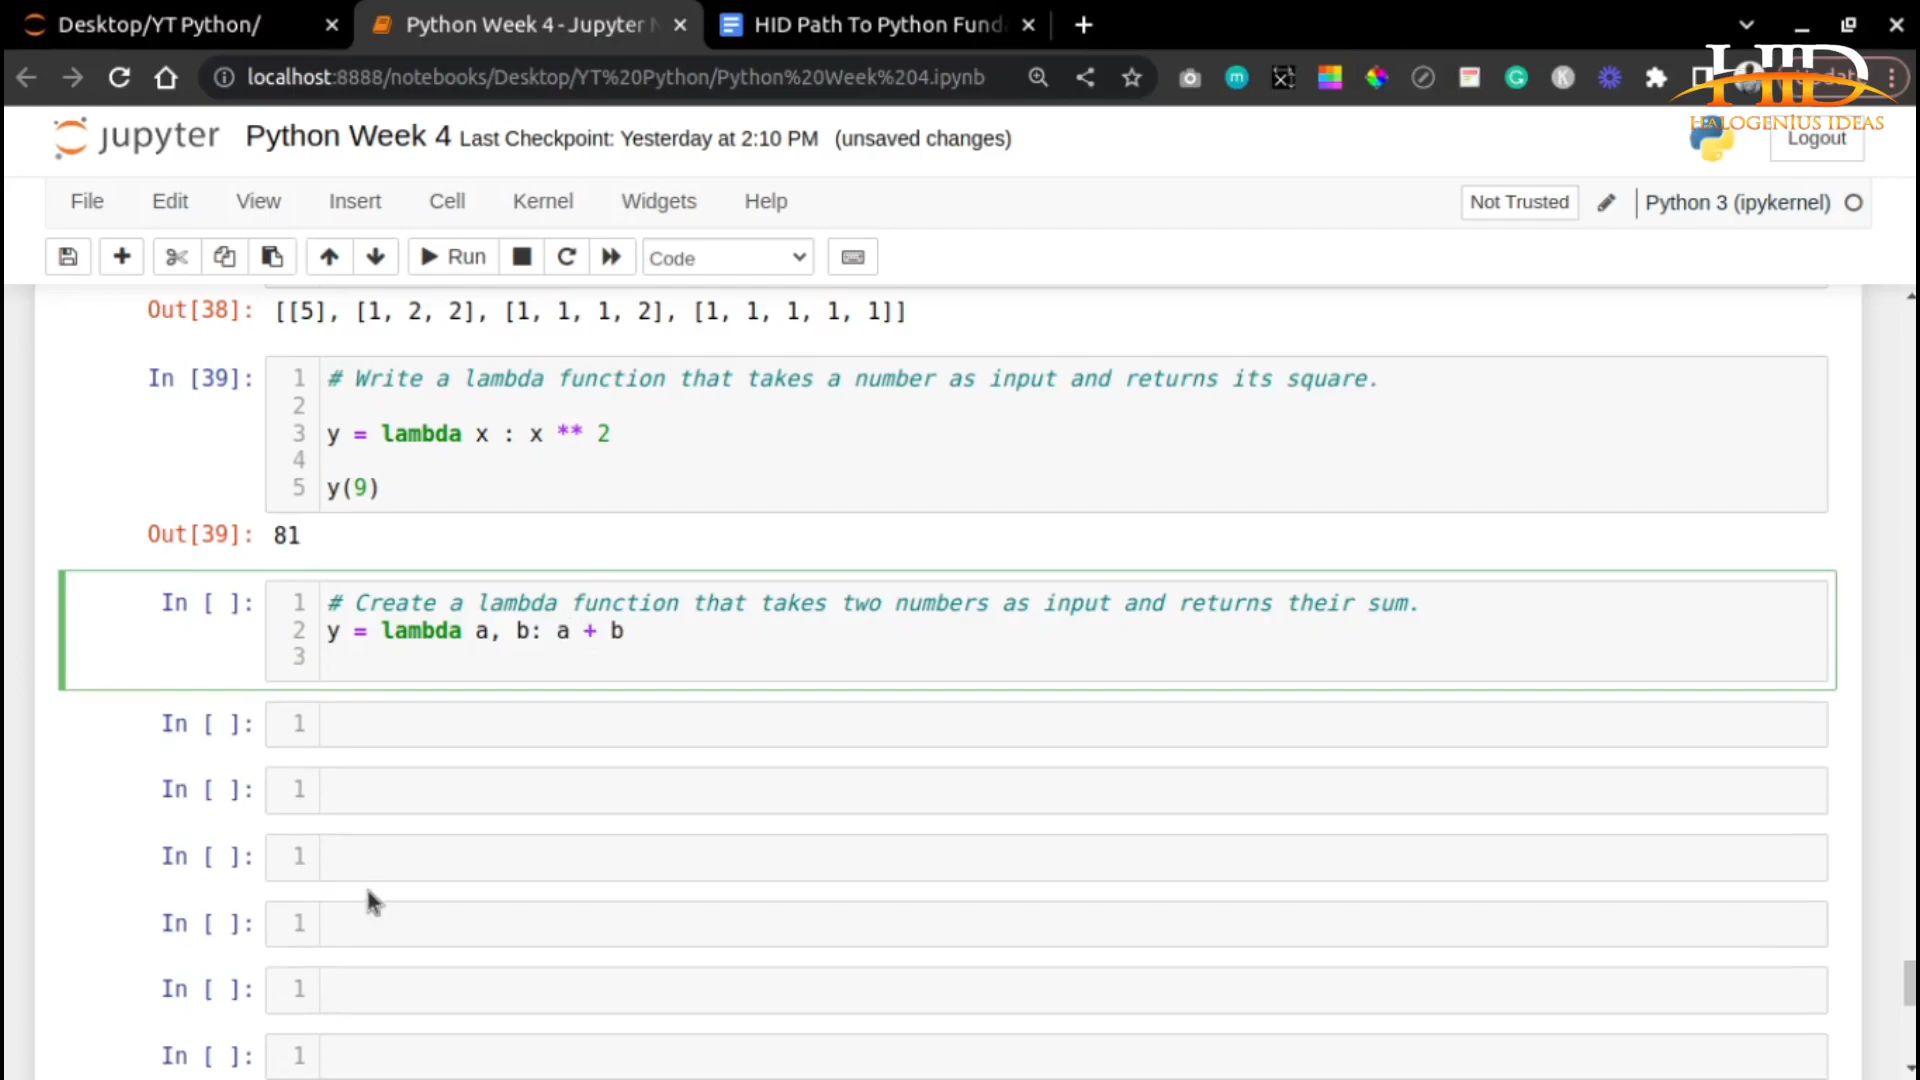 Desktop/YT Python/
Python Week 4 - Jupyter N
HID Path To Python Fund
localhost:8888/notebooks/Desktop/YT%20Python/Python%20Week%204.ipynb
HID
HALOGENIUS IDEAS
jupyter Python Week 4 Last Checkpoint: Yesterday at 2:10 PM (unsaved changes)
Logout
File Edit View Insert Cell Kernel Widgets Help
Not Trusted
Python 3 (ipykernel)
Run
Code
Out[38]: [[5], [1, 2, 2], [1, 1, 1, 2], [1, 1, 1, 1, 1]]
In [39]:
1 # Write a lambda function that takes a number as input and returns its square.
2
3 y = lambda x : x ** 2
4
5 y(9)
Out[39]: 81
In [ ]:
1 # Create a lambda function that takes two numbers as input and returns their sum.
2 y = lambda a, b: a + b
3
In [ ]: 1
In [ ]: 1
In [ ]: 1
In [ ]: 1
In [ ]: 1
In [ ]: 1